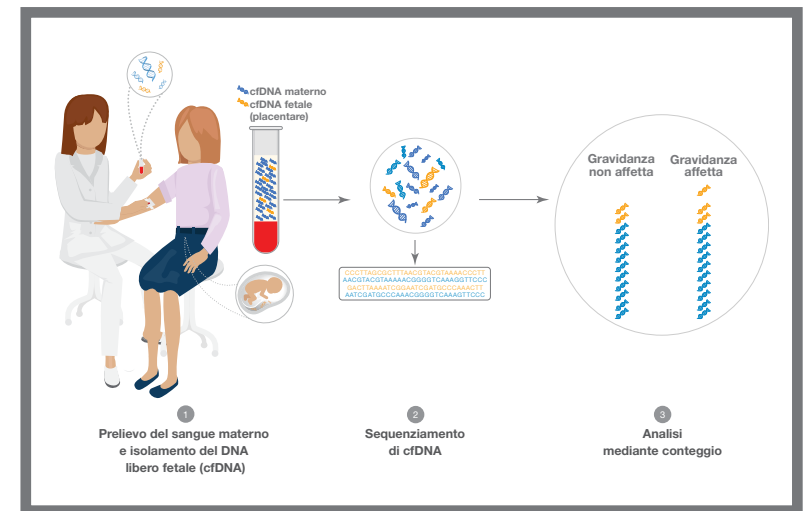 cfDNA materno
cfDNA fetale
(placentare)
CCCTTAGCGCTTTAACGTACGTAAAACCCTT
AACGTACGTAAAAACGGGGTCAAAGGTTCCC
GACTTAAAATCGGAATCGATGCCCAAACTT
AATCGATGCCCAAACGGGGTCAAAGTTCCC
Gravidanza
non affetta
Gravidanza
affetta
1
Prelievo del sangue materno
e isolamento del DNA
libero fetale (cfDNA)
2
Sequenziamento
di cfDNA
3
Analisi
mediante conteggio